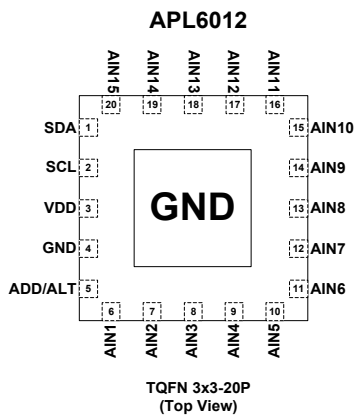 APL6012
AIN15 AIN14 AIN13 AIN12 AIN11
20 19 18 17 16
SDA 1 15 AIN10
SCL 2 14 AIN9
GND
VDD 3 13 AIN8
GND 4 12 AIN7
ADD/ALT 5 11 AIN6
6 7 8 9 10
AIN1 AIN2 AIN3 AIN4 AIN5
TQFN 3x3-20P
(Top View)